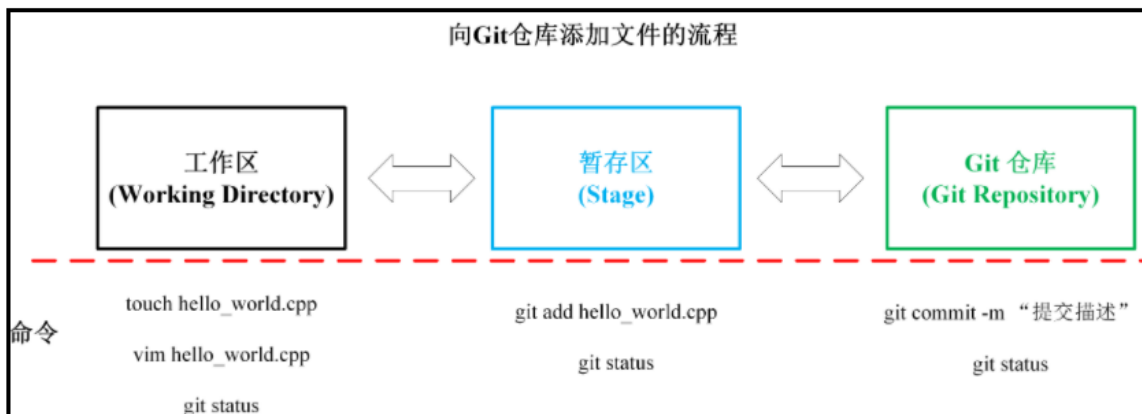 向Git仓库添加文件的流程
工作区
(Working Directory)
暂存区
(Stage)
Git 仓库
(Git Repository)
命令
touch hello_world.cpp
vim hello_world.cpp
git status
git add hello_world.cpp
git status
git commit -m “提交描述”
git status